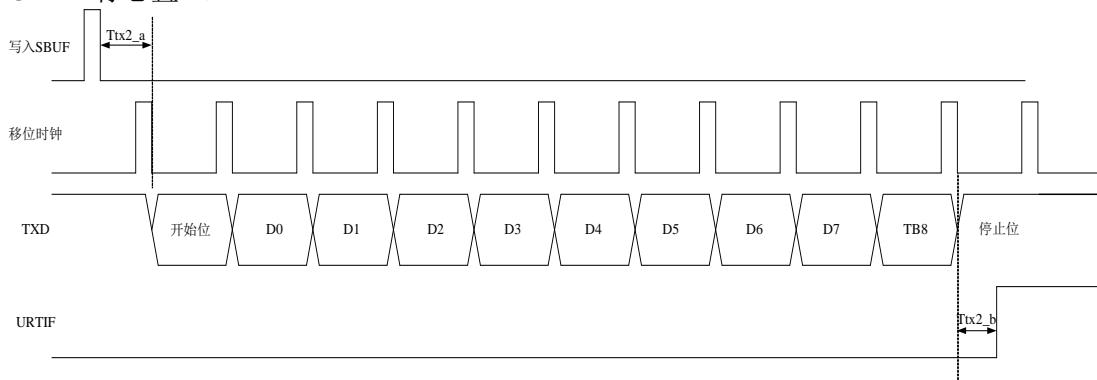 写入SBUF
Ttx2_a
移位时钟
TXD
开始位 D0 D1 D2 D3 D4 D5 D6 D7 TB8 停止位
URTIF
Ttx2_b